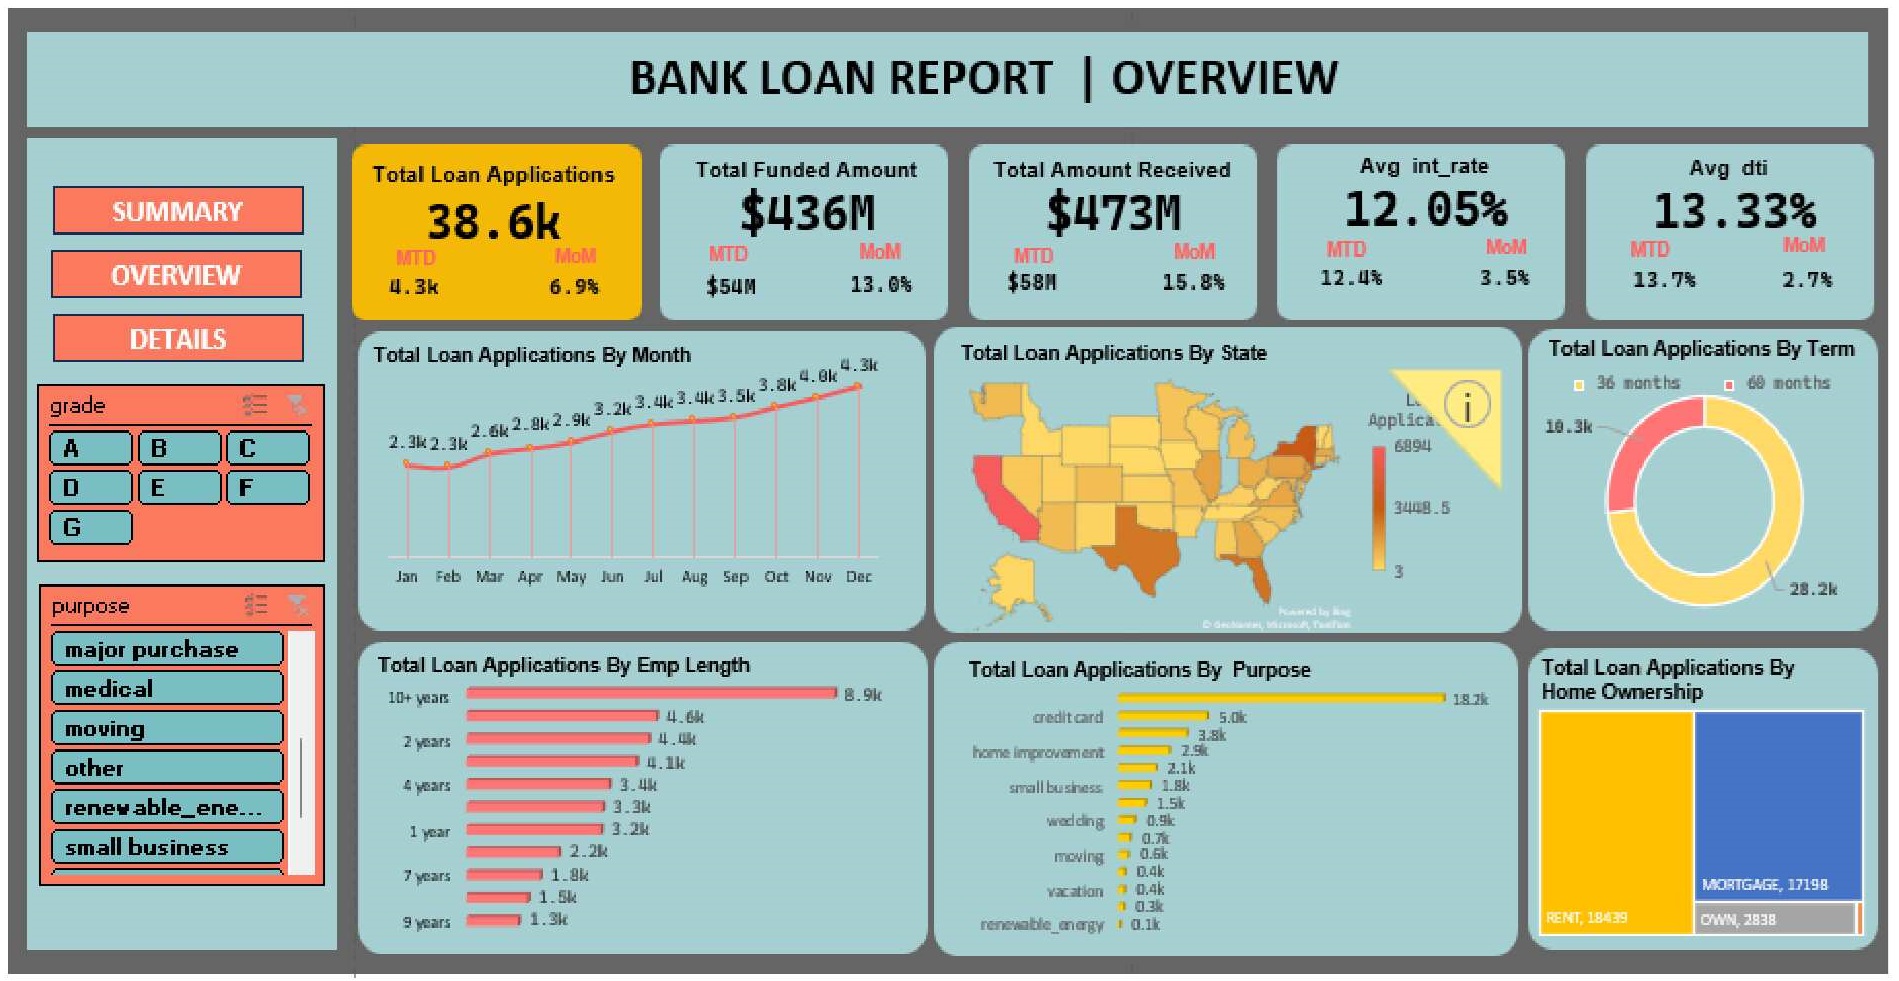 BANK LOAN REPORT | OVERVIEW
SUMMARY
OVERVIEW
DETAILS
grade
A B C
D E F
G
purpose
major purchase
medical
moving
other
renewable_ene...
small business
Total Loan Applications
38.6k
MTD MoM
4.3k 6.9%
Total Funded Amount
$436M
MTD MoM
$54M 13.0%
Total Amount Received
$473M
MTD MoM
$58M 15.8%
Avg int_rate
12.05%
MTD MoM
12.4% 3.5%
Avg dti
13.33%
MTD MoM
13.7% 2.7%
Total Loan Applications By Month
2.3k 2.3k 2.6k 2.8k 2.9k 3.2k 3.4k 3.4k 3.5k 3.8k 4.0k 4.3k
Jan Feb Mar Apr May Jun Jul Aug Sep Oct Nov Dec
Total Loan Applications By State
i
Applica
6894
3448.5
3
Powered by Bing
© GeoNames, Microsoft, TomTom
Total Loan Applications By Term
36 months 60 months
10.3k
28.2k
Total Loan Applications By Emp Length
10+ years 8.9k
4.6k
2 years 4.4k
4.1k
4 years 3.4k
3.3k
1 year 3.2k
2.2k
7 years 1.8k
1.5k
9 years 1.3k
Total Loan Applications By Purpose
18.2k
credit card 5.0k
3.8k
home improvement 2.9k
2.1k
small business 1.8k
1.5k
wedding 0.9k
0.7k
moving 0.6k
0.4k
vacation 0.4k
0.3k
renewable_energy 0.1k
Total Loan Applications By
Home Ownership
RENT, 18439
MORTGAGE, 17198
OWN, 2838